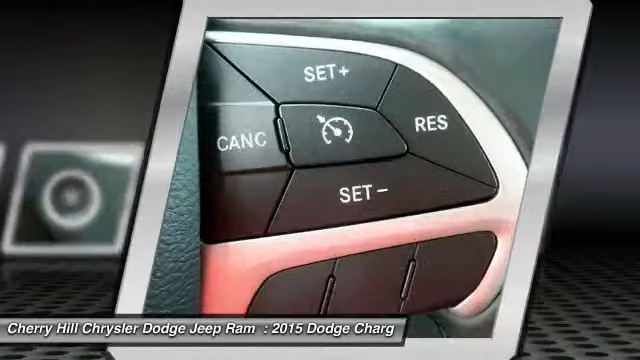 SET+
CANC
RES
SET-
Cherry Hill Chrysler Dodge Jeep Ram : 2015 Dodge Charg